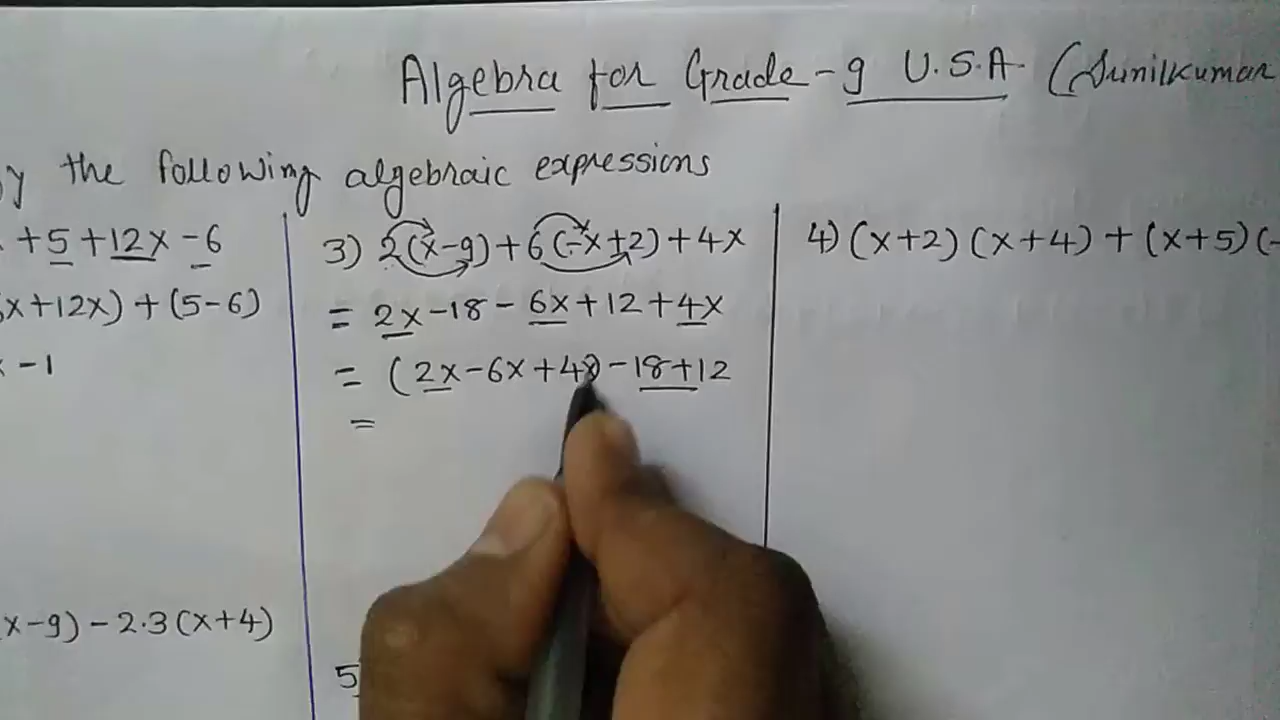 Algebra for Grade-9 U.S.A. (Sunilkumar
the following algebraic expressions
+5 +12x -6
x+12x) + (5-6)
-1
x-9) - 2.3(x+4)
3) 2(x-9) + 6(-x+2) + 4x
= 2x -18 - 6x + 12 + 4x
= (2x - 6x + 4x) - 18 + 12
=
5
4) (x+2) (x+4) + (x+5) (-